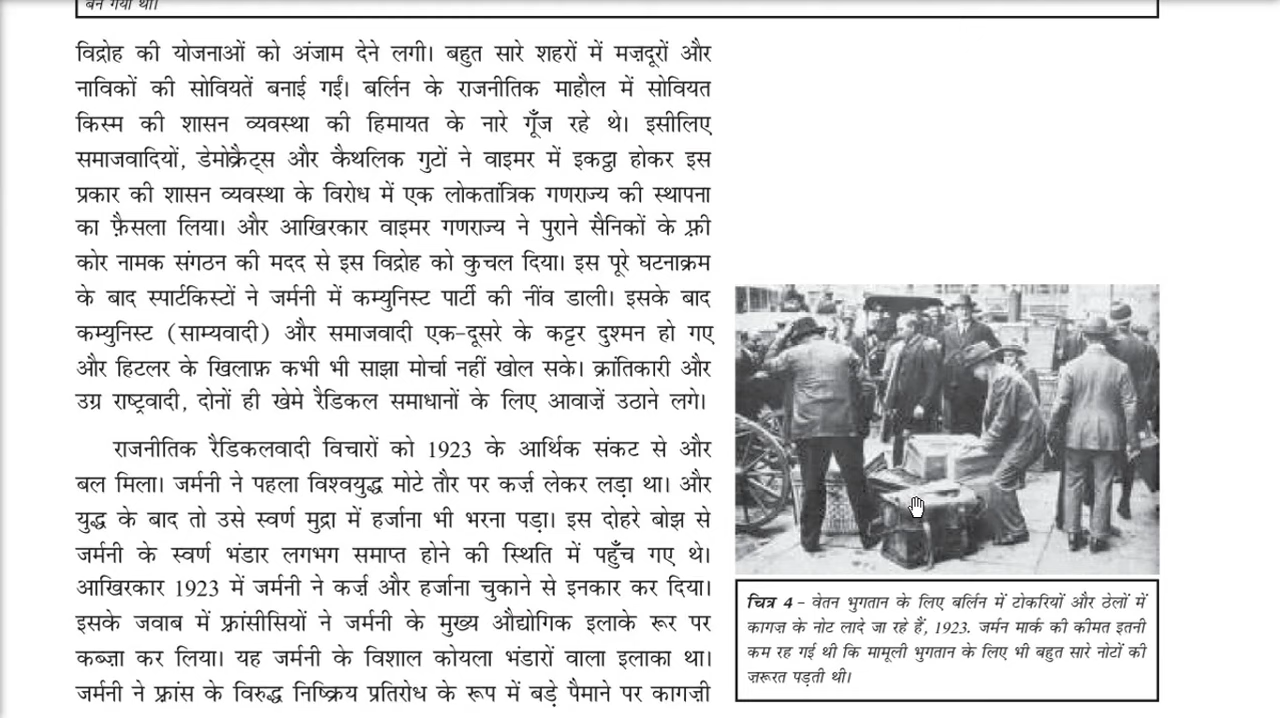 बन गया था।
विद्रोह की योजनाओं को अंजाम देने लगी। बहुत सारे शहरों में मज़दूरों और
नाविकों की सोवियतें बनाई गईं। बर्लिन के राजनीतिक माहौल में सोवियत
किस्म की शासन व्यवस्था की हिमायत के नारे गूँज रहे थे। इसीलिए
समाजवादियों, डेमोक्रैट्स और कैथलिक गुटों ने वाइमर में इकट्ठा होकर इस
प्रकार की शासन व्यवस्था के विरोध में एक लोकतांत्रिक गणराज्य की स्थापना
का फ़ैसला लिया। और आखिरकार वाइमर गणराज्य ने पुराने सैनिकों के फ़्री
कोर नामक संगठन की मदद से इस विद्रोह को कुचल दिया। इस पूरे घटनाक्रम
के बाद स्पार्टकिस्टों ने जर्मनी में कम्युनिस्ट पार्टी की नींव डाली। इसके बाद
कम्युनिस्ट (साम्यवादी) और समाजवादी एक-दूसरे के कट्टर दुश्मन हो गए
और हिटलर के खिलाफ़ कभी भी साझा मोर्चा नहीं खोल सके। क्रांतिकारी और
उग्र राष्ट्रवादी, दोनों ही खेमे रैडिकल समाधानों के लिए आवाज़ें उठाने लगे।
राजनीतिक रैडिकलवादी विचारों को 1923 के आर्थिक संकट से और
बल मिला। जर्मनी ने पहला विश्वयुद्ध मोटे तौर पर कर्ज़ लेकर लड़ा था। और
युद्ध के बाद तो उसे स्वर्ण मुद्रा में हर्जाना भी भरना पड़ा। इस दोहरे बोझ से
जर्मनी के स्वर्ण भंडार लगभग समाप्त होने की स्थिति में पहुँच गए थे।
आखिरकार 1923 में जर्मनी ने कर्ज़ और हर्जाना चुकाने से इनकार कर दिया।
इसके जवाब में फ़्रांसीसियों ने जर्मनी के मुख्य औद्योगिक इलाके रूर पर
कब्ज़ा कर लिया। यह जर्मनी के विशाल कोयला भंडारों वाला इलाका था।
जर्मनी ने फ़्रांस के विरुद्ध निष्क्रिय प्रतिरोध के रूप में बड़े पैमाने पर कागज़ी
चित्र 4 – वेतन भुगतान के लिए बर्लिन में टोकरियों और ठेलों में
कागज़ के नोट लादे जा रहे हैं, 1923. जर्मन मार्क की कीमत इतनी
कम रह गई थी कि मामूली भुगतान के लिए भी बहुत सारे नोटों की
ज़रूरत पड़ती थी।